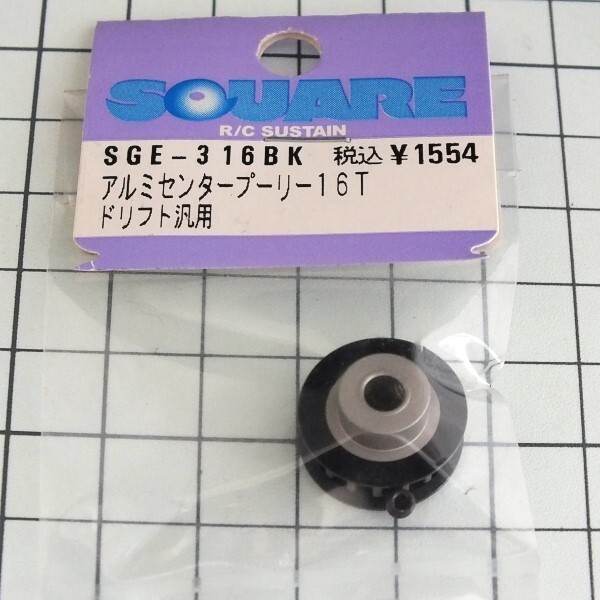 SQUARE
R/C SUSTAIN
SGE-316BK 税込¥1554
アルミセンタープーリー16T
ドリフト汎用